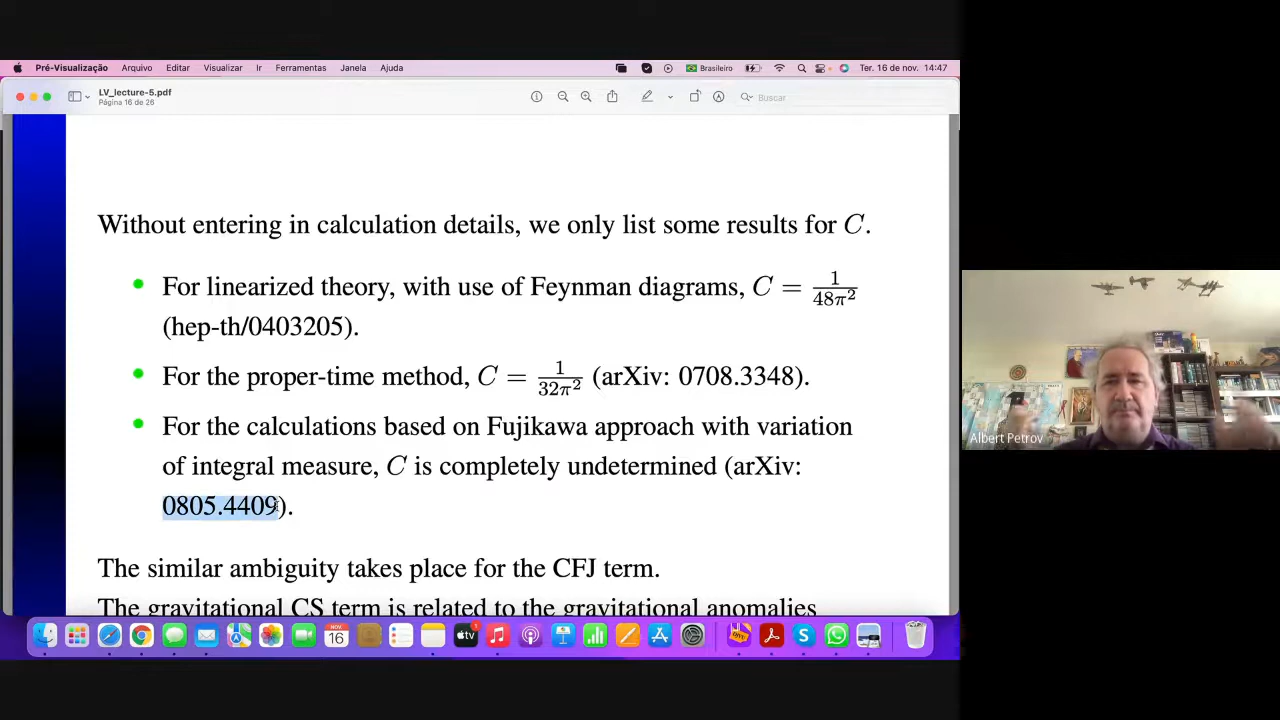 Pré-Visualização Arquivo Editar Visualizar Ir Ferramentas Janela Ajuda Brasileiro Ter. 16 de nov. 14:47
LV_lecture-5.pdf
Página 16 de 26
Buscar
Without entering in calculation details, we only list some results for C.
For linearized theory, with use of Feynman diagrams, C = 1/48π²
(hep-th/0403205).
For the proper-time method, C = 1/32π² (arXiv: 0708.3348).
For the calculations based on Fujikawa approach with variation
of integral measure, C is completely undetermined (arXiv:
0805.4409).
The similar ambiguity takes place for the CFJ term.
The gravitational CS term is related to the gravitational anomalies
Albert Petrov
NOV.
16
tv